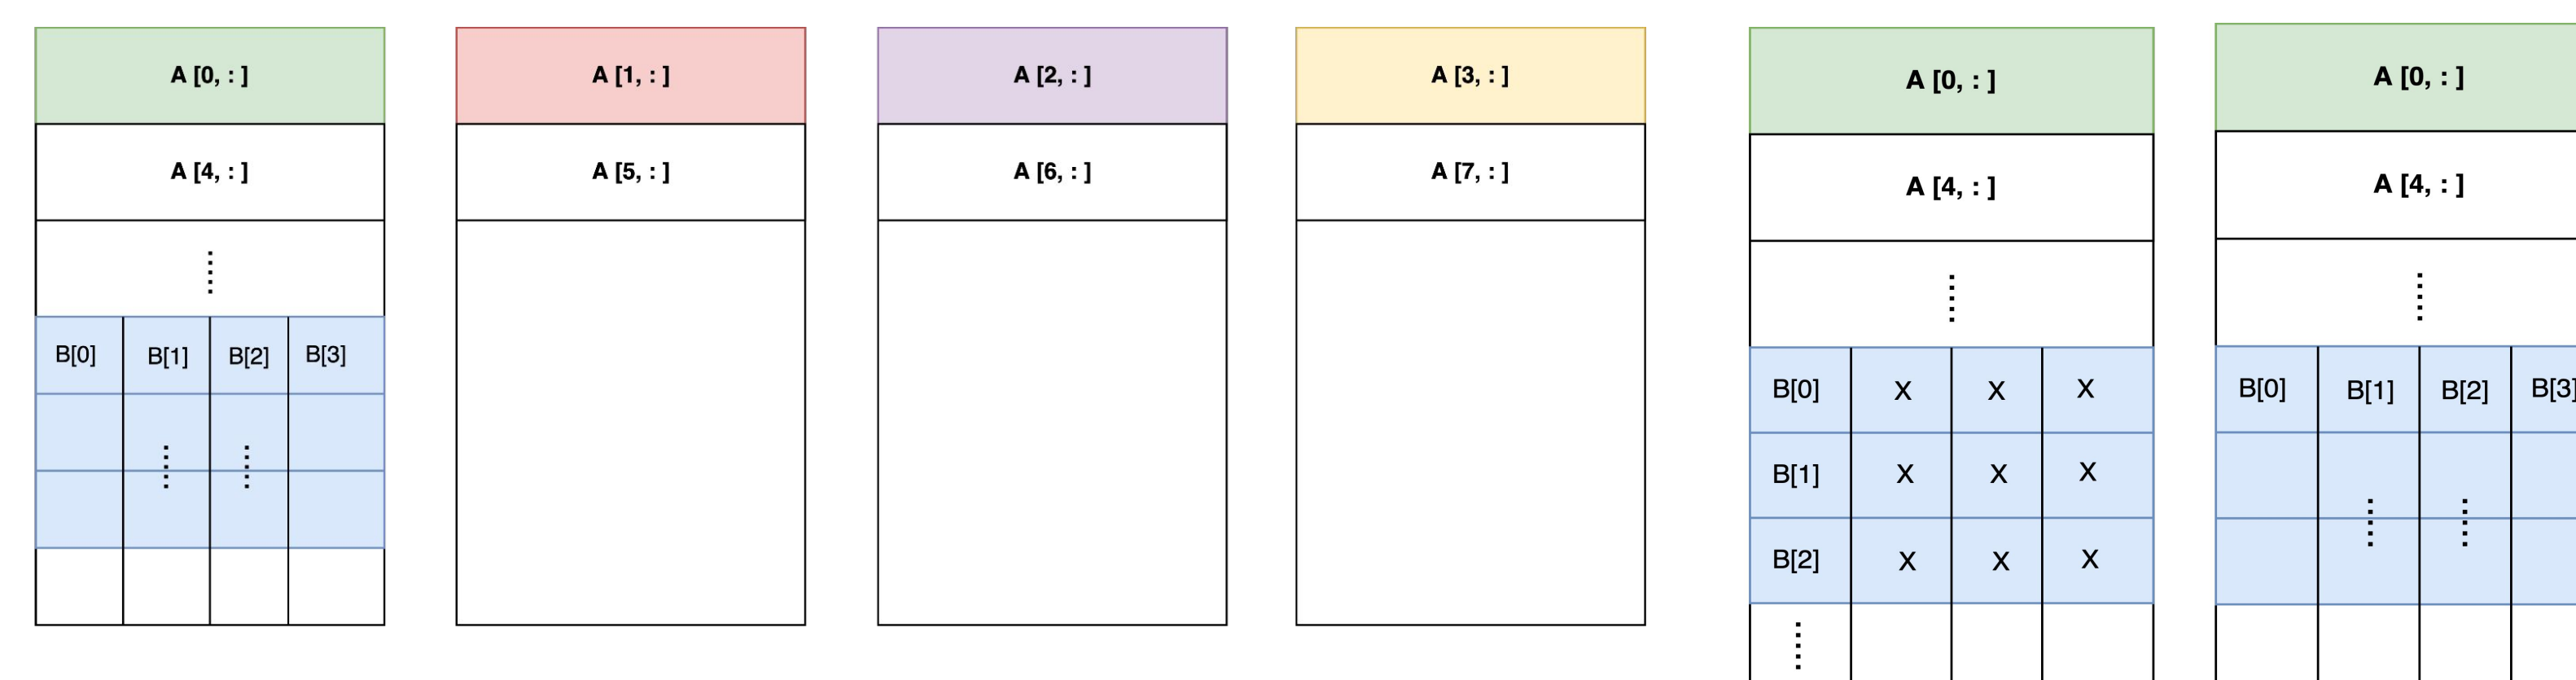 A [0, : ]
A [1, : ]
A [2, : ]
A [3, : ]
A [0, : ]
A [0, : ]
A [4, : ]
A [5, : ]
A [6, : ]
A [7, : ]
A [4, : ]
A [4, : ]
B[0] B[1] B[2] B[3]
B[0] X X X
B[0] B[1] B[2] B[3]
B[1] X X X
B[2] X X X